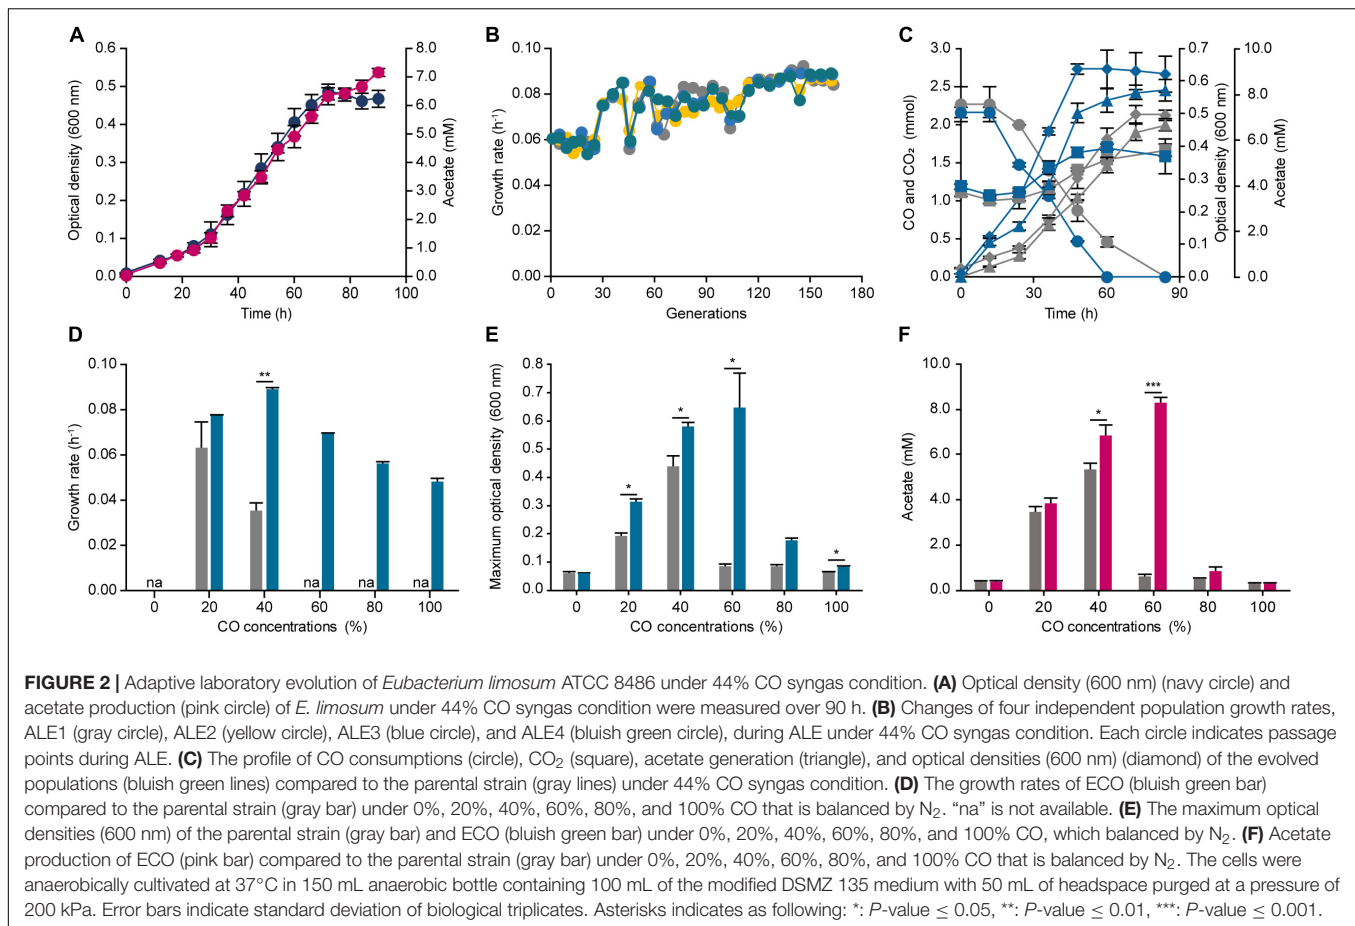 A
B
C
0.6
0.5
0.4
0.3
0.2
0.1
0.0
Optical density (600 nm)
8.0
7.0
6.0
5.0
4.0
3.0
2.0
1.0
0.0
Acetate (mM)
0 20 40 60 80 100
Time (h)
0.10
0.08
0.06
0.04
0.02
0.00
Growth rate (h⁻¹)
0 30 60 90 120 150 180
Generations
3.0
2.5
2.0
1.5
1.0
0.5
0.0
CO and CO₂ (mmol)
0.7
0.6
0.5
0.4
0.3
0.2
0.1
0.0
Optical density (600 nm)
10.0
8.0
6.0
4.0
2.0
0.0
Acetate (mM)
0 30 60 90
Time (h)
D
E
F
0.10
0.08
0.06
0.04
0.02
0.00
Growth rate (h⁻¹)
**
na na na na
0 20 40 60 80 100
CO concentrations (%)
0.8
0.7
0.6
0.5
0.4
0.3
0.2
0.1
0.0
Maximum optical density (600 nm)
* * * *
0 20 40 60 80 100
CO concentrations (%)
10.0
8.0
6.0
4.0
2.0
0.0
Acetate (mM)
* ***
0 20 40 60 80 100
CO concentrations (%)
FIGURE 2 | Adaptive laboratory evolution of Eubacterium limosum ATCC 8486 under 44% CO syngas condition. (A) Optical density (600 nm) (navy circle) and
acetate production (pink circle) of E. limosum under 44% CO syngas condition were measured over 90 h. (B) Changes of four independent population growth rates,
ALE1 (gray circle), ALE2 (yellow circle), ALE3 (blue circle), and ALE4 (bluish green circle), during ALE under 44% CO syngas condition. Each circle indicates passage
points during ALE. (C) The profile of CO consumptions (circle), CO₂ (square), acetate generation (triangle), and optical densities (600 nm) (diamond) of the evolved
populations (bluish green lines) compared to the parental strain (gray lines) under 44% CO syngas condition. (D) The growth rates of ECO (bluish green bar)
compared to the parental strain (gray bar) under 0%, 20%, 40%, 60%, 80%, and 100% CO that is balanced by N₂. “na” is not available. (E) The maximum optical
densities (600 nm) of the parental strain (gray bar) and ECO (bluish green bar) under 0%, 20%, 40%, 60%, 80%, and 100% CO, which balanced by N₂. (F) Acetate
production of ECO (pink bar) compared to the parental strain (gray bar) under 0%, 20%, 40%, 60%, 80%, and 100% CO that is balanced by N₂. The cells were
anaerobically cultivated at 37°C in 150 mL anaerobic bottle containing 100 mL of the modified DSMZ 135 medium with 50 mL of headspace purged at a pressure of
200 kPa. Error bars indicate standard deviation of biological triplicates. Asterisks indicates as following: *: P-value ≤ 0.05, **: P-value ≤ 0.01, ***: P-value ≤ 0.001.